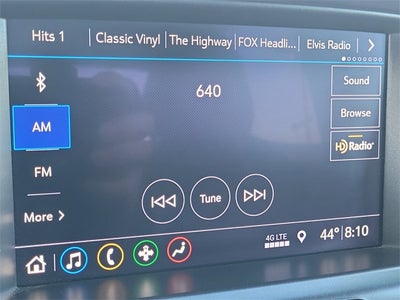 Hits 1 Classic Vinyl The Highway FOX Headli... Elvis Radio
640
Sound
AM
Browse
HD Radio
FM
Tune
More
4G LTE
44° 8:10